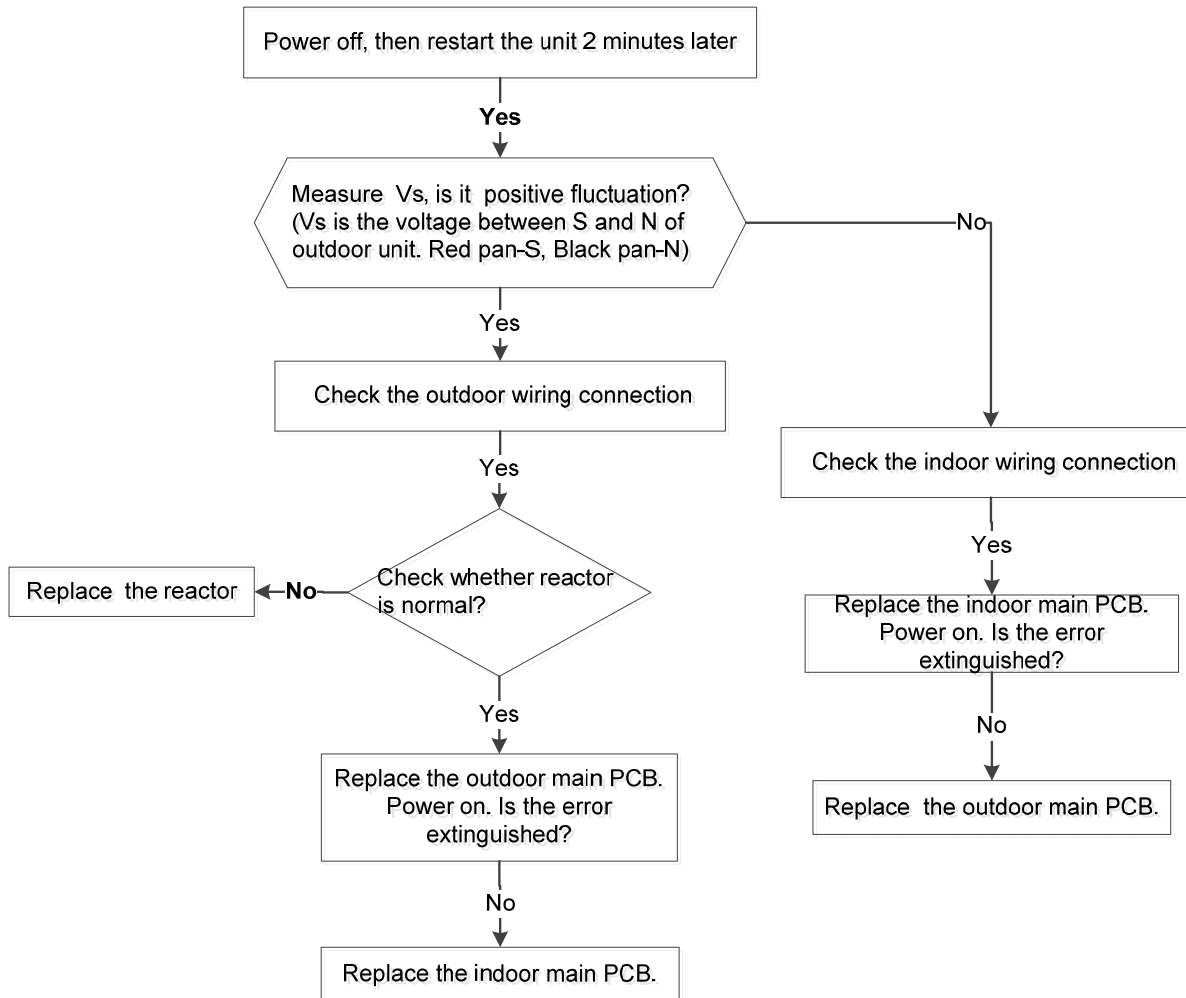 Power off, then restart the unit 2 minutes later
Yes
Measure Vs, is it positive fluctuation?
(Vs is the voltage between S and N of
outdoor unit. Red pan-S, Black pan-N)
No
Yes
Check the outdoor wiring connection
Check the indoor wiring connection
Yes
Yes
Check whether reactor
is normal?
No
Replace the reactor
Replace the indoor main PCB.
Power on. Is the error
extinguished?
Yes
No
Replace the outdoor main PCB.
Power on. Is the error
extinguished?
Replace the outdoor main PCB.
No
Replace the indoor main PCB.